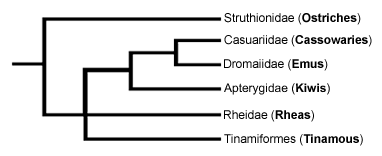 Struthionidae (Ostriches)
Casuariidae (Cassowaries)
Dromaiidae (Emus)
Apterygidae (Kiwis)
Rheidae (Rheas)
Tinamiformes (Tinamous)